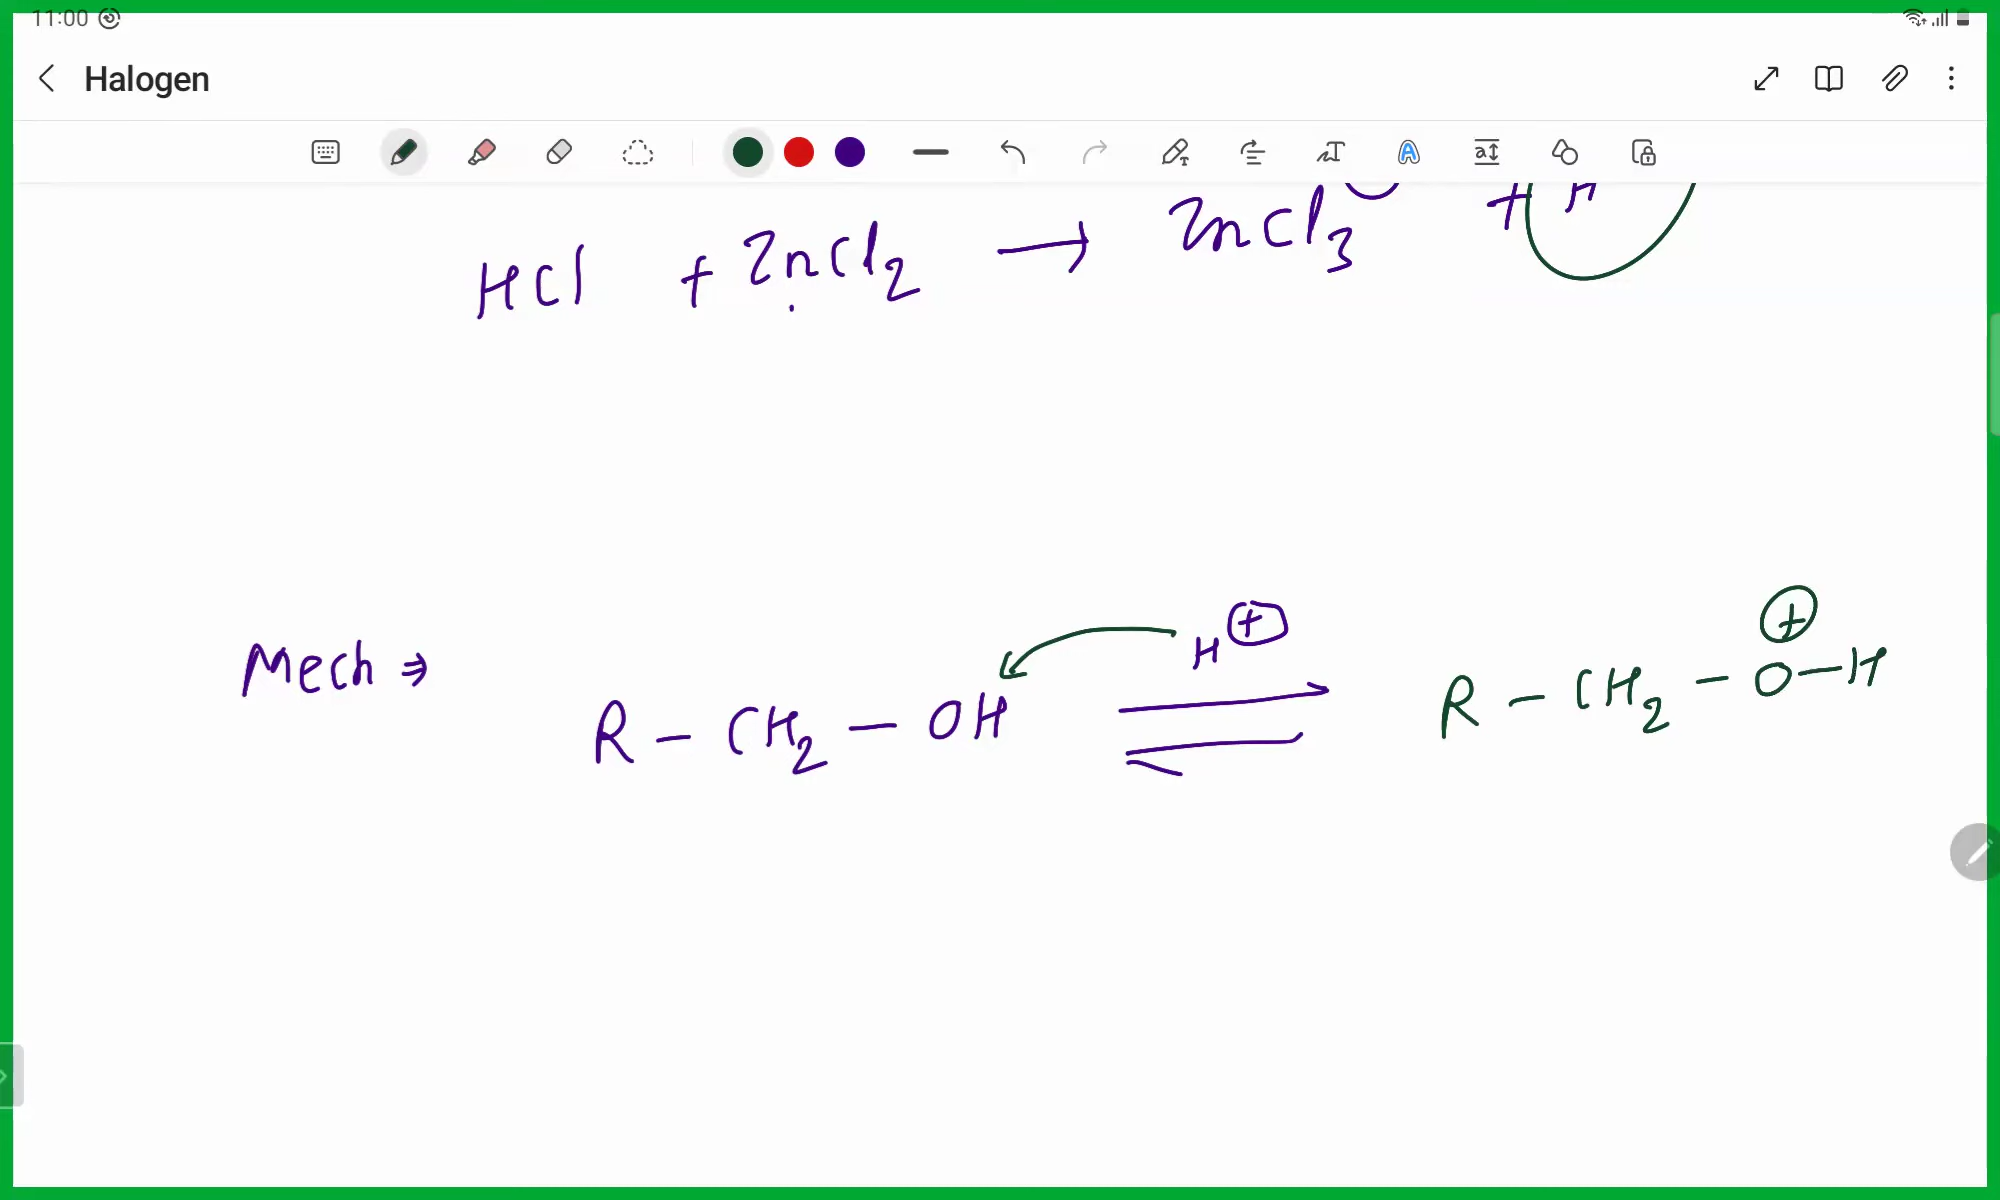 11:00
Halogen
HCl + ZnCl2 → ZnCl3 + H
Mech ⇒ R - CH2 - OH H⊕ ⇌ R - CH2 - O⊕ - H